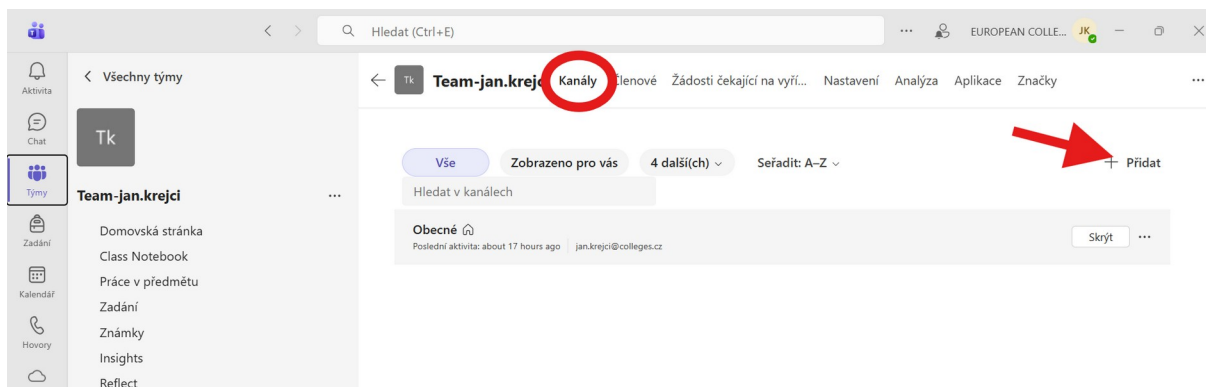 Hledat (Ctrl+E)
EUROPEAN COLLE...
JK
Aktivita
Chat
Týmy
Zadání
Kalendář
Hovory
Všechny týmy
Tk
Team-jan.krejci
Domovská stránka
Class Notebook
Práce v předmětu
Zadání
Známky
Insights
Reflect
Tk Team-jan.krejc Kanály Členové Žádosti čekající na vyří... Nastavení Analýza Aplikace Značky
Vše Zobrazeno pro vás 4 další(ch) Seřadit: A–Z + Přidat
Hledat v kanálech
Obecné
Poslední aktivita: about 17 hours ago jan.krejci@colleges.cz
Skrýt